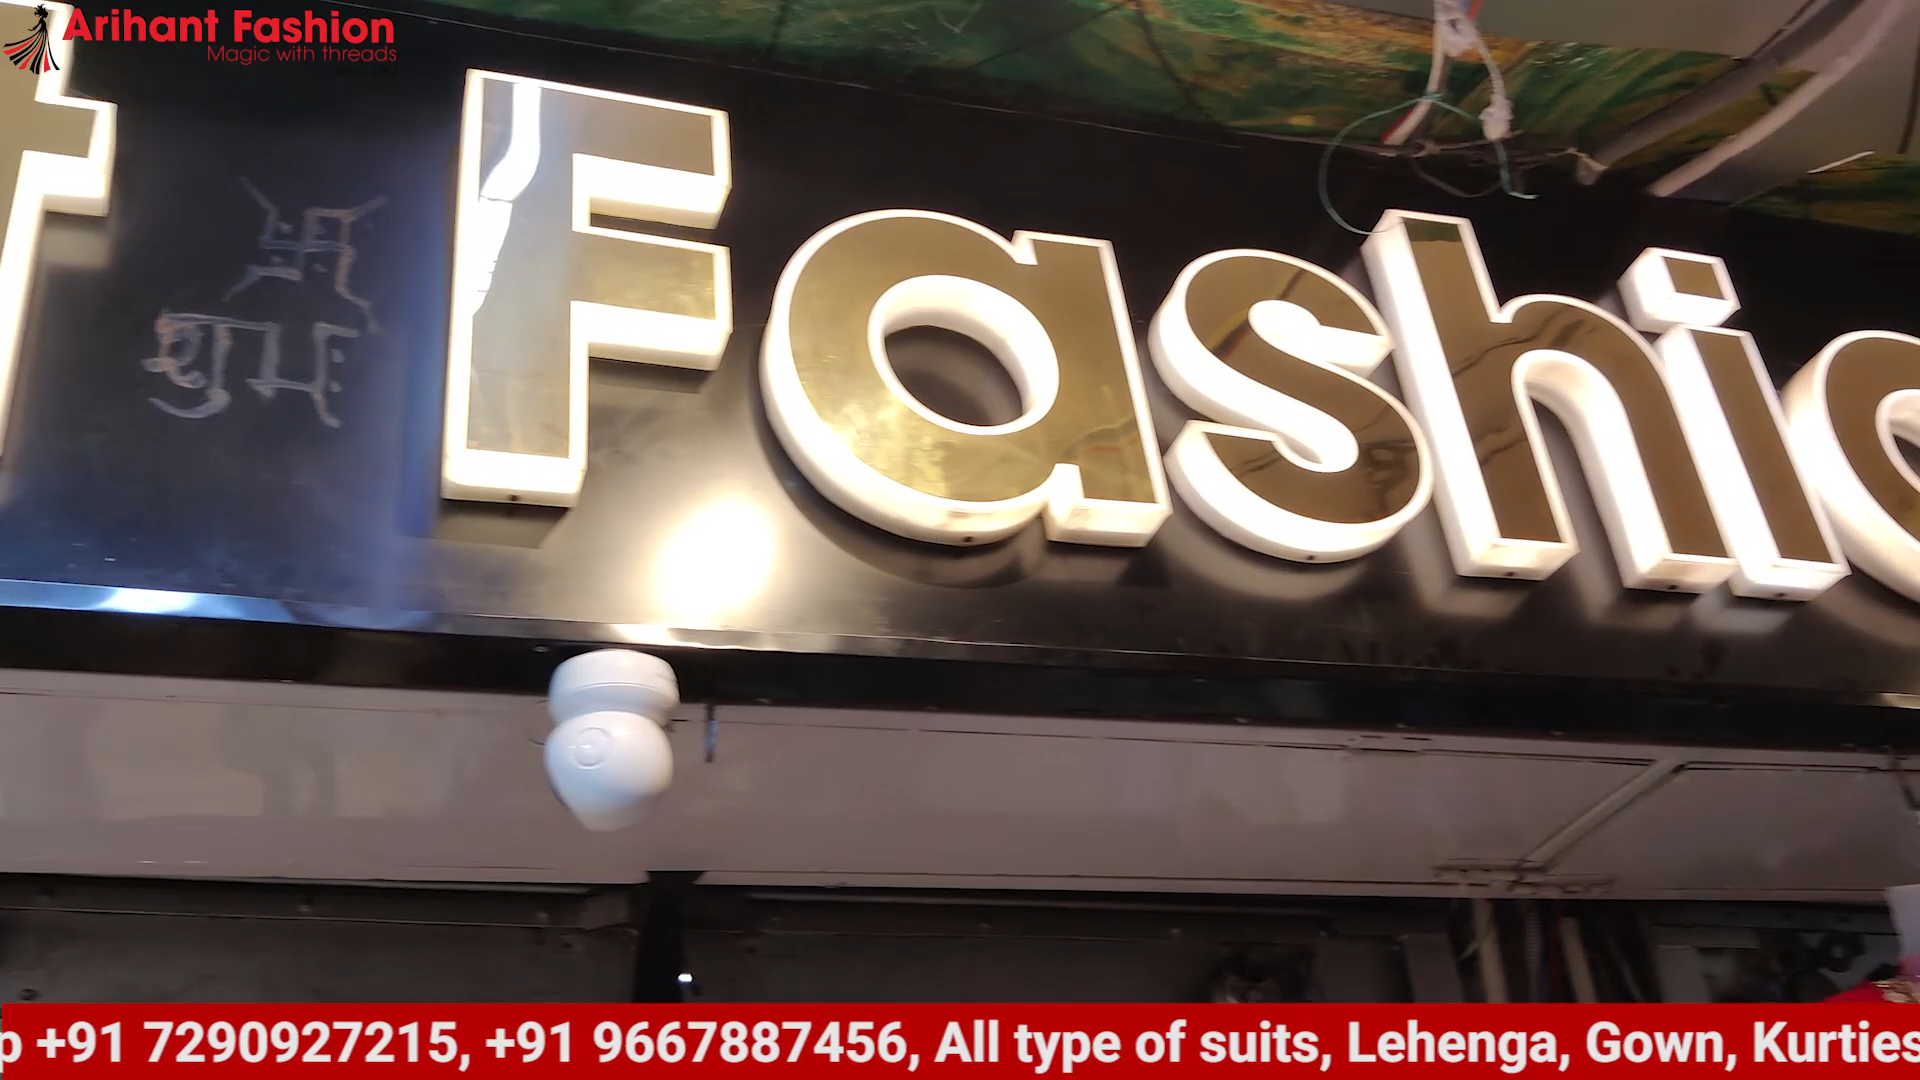 Arihant Fashion
Magic with threads
t Fashio
शुभ
p +91 7290927215, +91 9667887456, All type of suits, Lehenga, Gown, Kurties